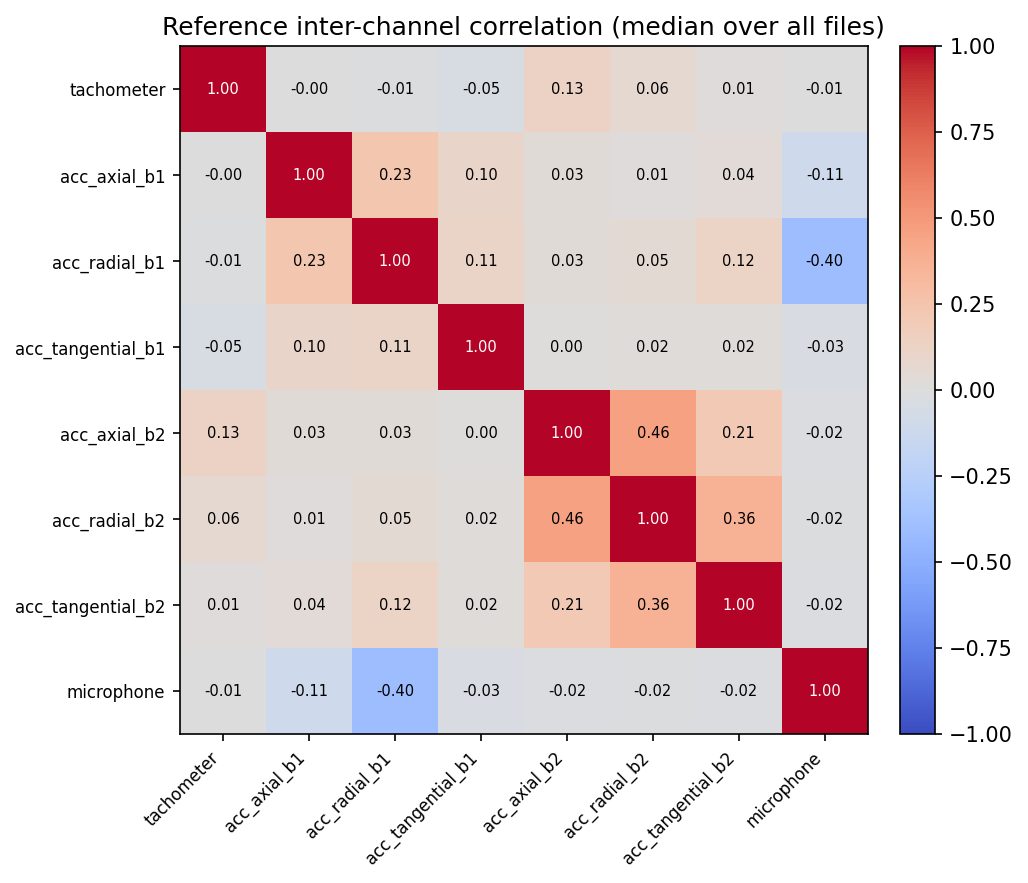 Reference inter-channel correlation (median over all files)
tachometer 1.00 -0.00 -0.01 -0.05 0.13 0.06 0.01 -0.01
acc_axial_b1 -0.00 1.00 0.23 0.10 0.03 0.01 0.04 -0.11
acc_radial_b1 -0.01 0.23 1.00 0.11 0.03 0.05 0.12 -0.40
acc_tangential_b1 -0.05 0.10 0.11 1.00 0.00 0.02 0.02 -0.03
acc_axial_b2 0.13 0.03 0.03 0.00 1.00 0.46 0.21 -0.02
acc_radial_b2 0.06 0.01 0.05 0.02 0.46 1.00 0.36 -0.02
acc_tangential_b2 0.01 0.04 0.12 0.02 0.21 0.36 1.00 -0.02
microphone -0.01 -0.11 -0.40 -0.03 -0.02 -0.02 -0.02 1.00
tachometer
acc_axial_b1
acc_radial_b1
acc_tangential_b1
acc_axial_b2
acc_radial_b2
acc_tangential_b2
microphone
1.00
0.75
0.50
0.25
0.00
−0.25
−0.50
−0.75
−1.00